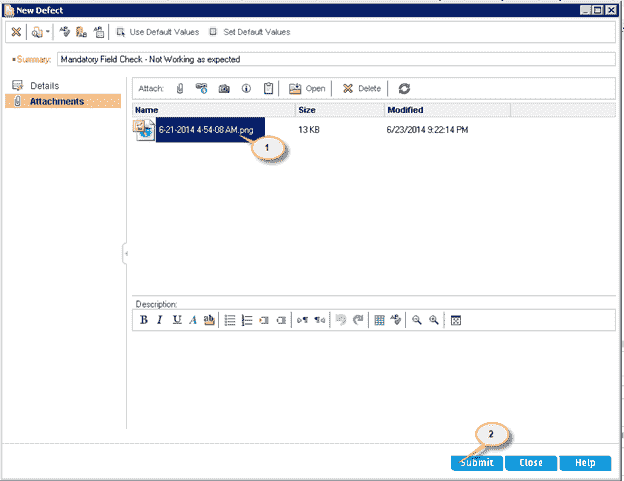 New Defect
Use Default Values Set Default Values
Summary: Mandatory Field Check - Not Working as expected
Details
Attachments
Attach: Open Delete
Name Size Modified
6-21-2014 4-54-08 AM.png 13 KB 6/23/2014 9:22:14 PM
1
Description:
B I U A ab
2
Submit Close Help